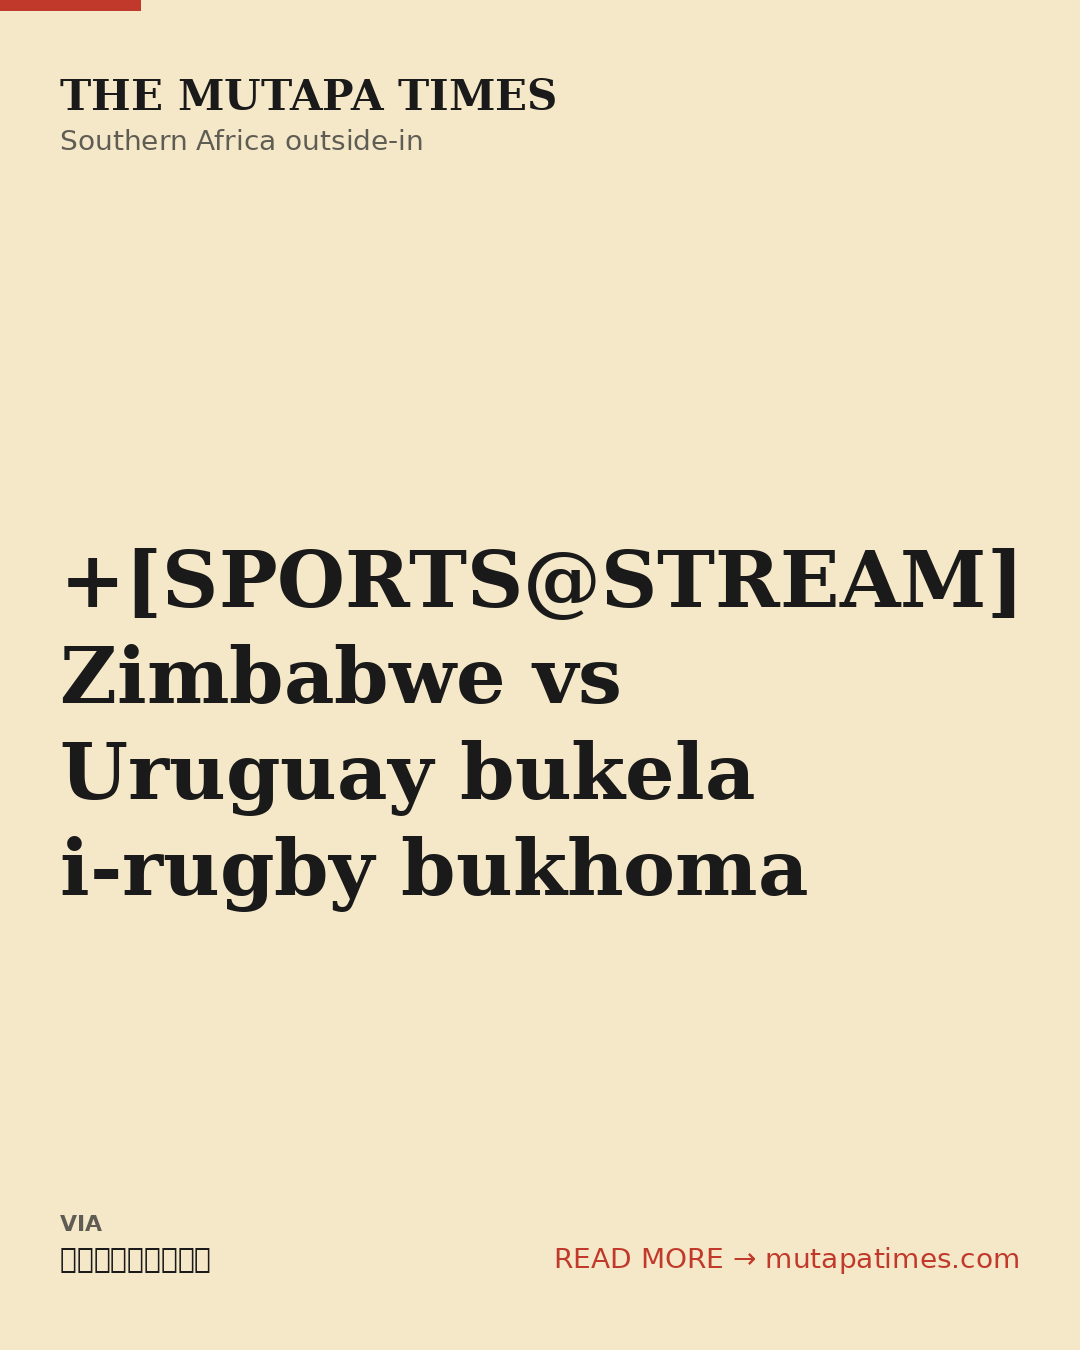 THE MUTAPA TIMES
Southern Africa outside-in
+[SPORTS@STREAM]
Zimbabwe vs
Uruguay bukela
i-rugby bukhoma
VIA
READ MORE → mutapatimes.com